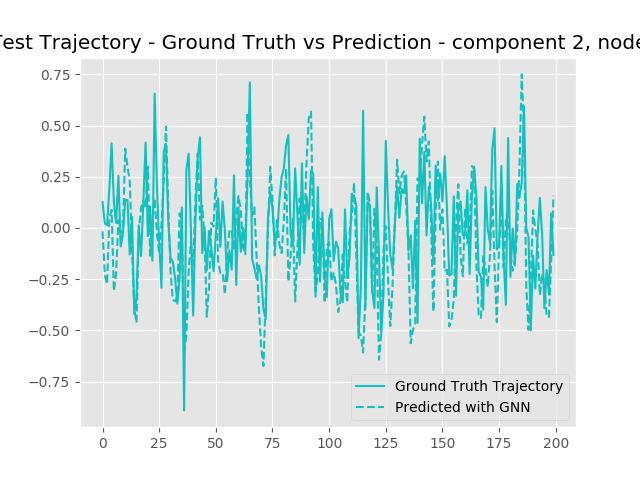 Test Trajectory - Ground Truth vs Prediction - component 2, node
0.75
0.50
0.25
0.00
−0.25
−0.50
−0.75
0 25 50 75 100 125 150 175 200
Ground Truth Trajectory
Predicted with GNN